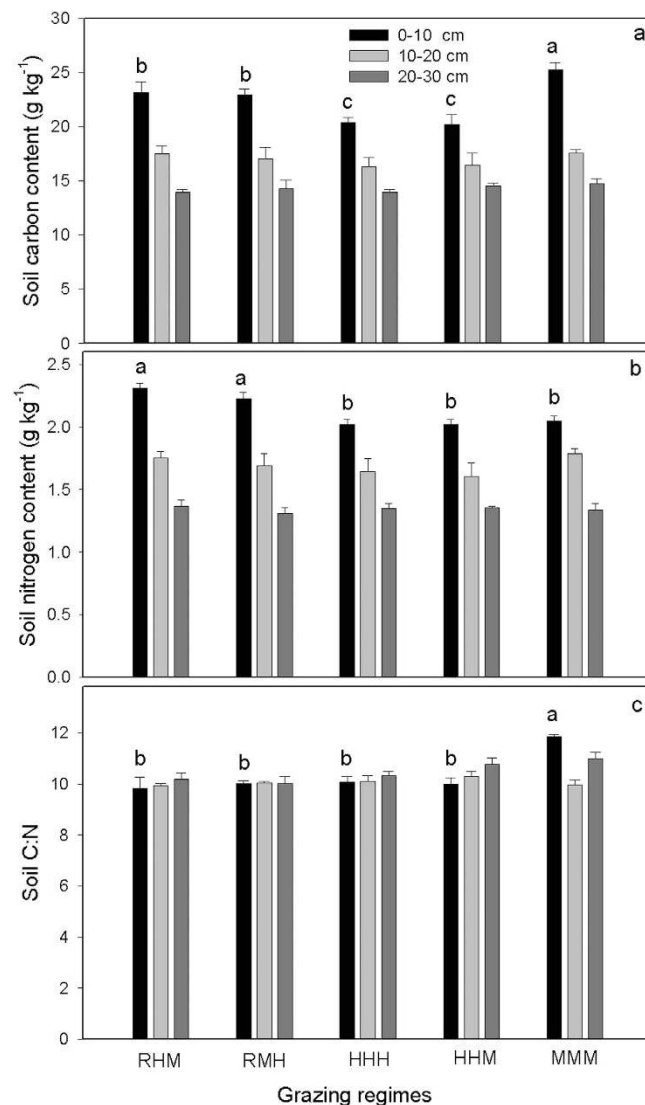 30
25
20
15
10
5
0
Soil carbon content (g kg⁻¹)
0-10 cm
10-20 cm
20-30 cm
a
b
b
c
c
a
2.5
2.0
1.5
1.0
0.5
0.0
Soil nitrogen content (g kg⁻¹)
b
a
a
b
b
b
12
10
8
6
4
2
0
Soil C:N
c
b
b
b
b
a
RHM RMH HHH HHM MMM
Grazing regimes